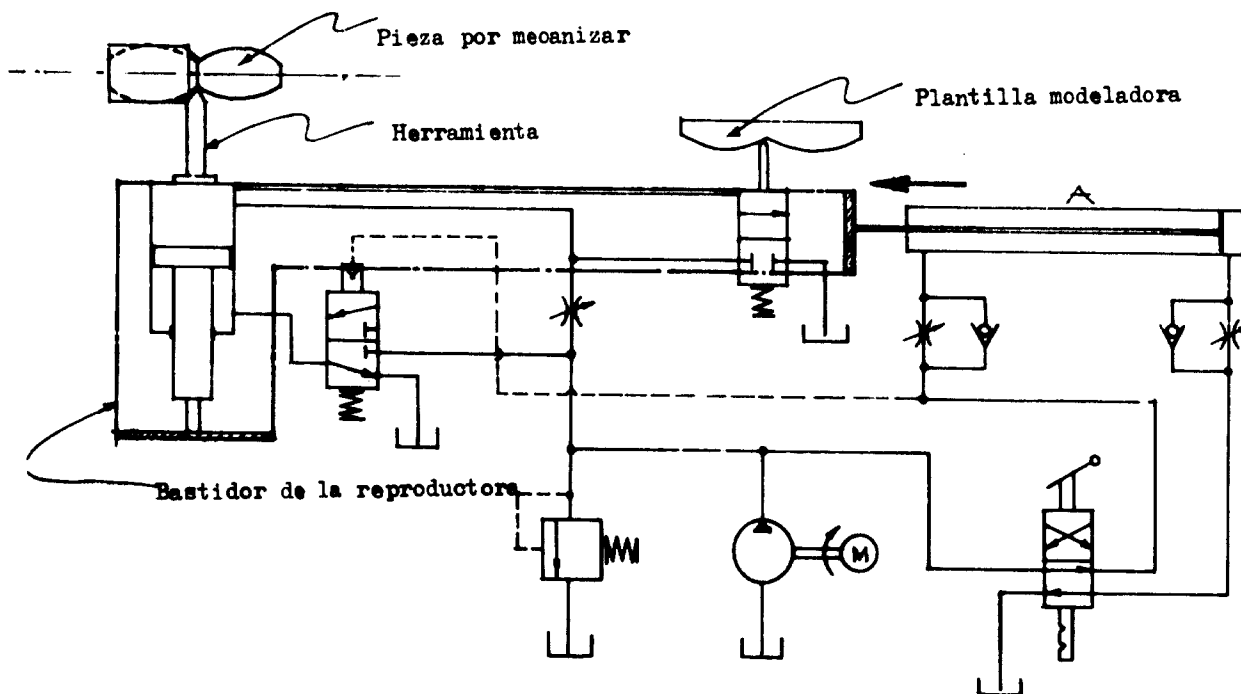 Pieza por mecanizar
Plantilla modeladora
Herramienta
A
Bastidor de la reproductora
M